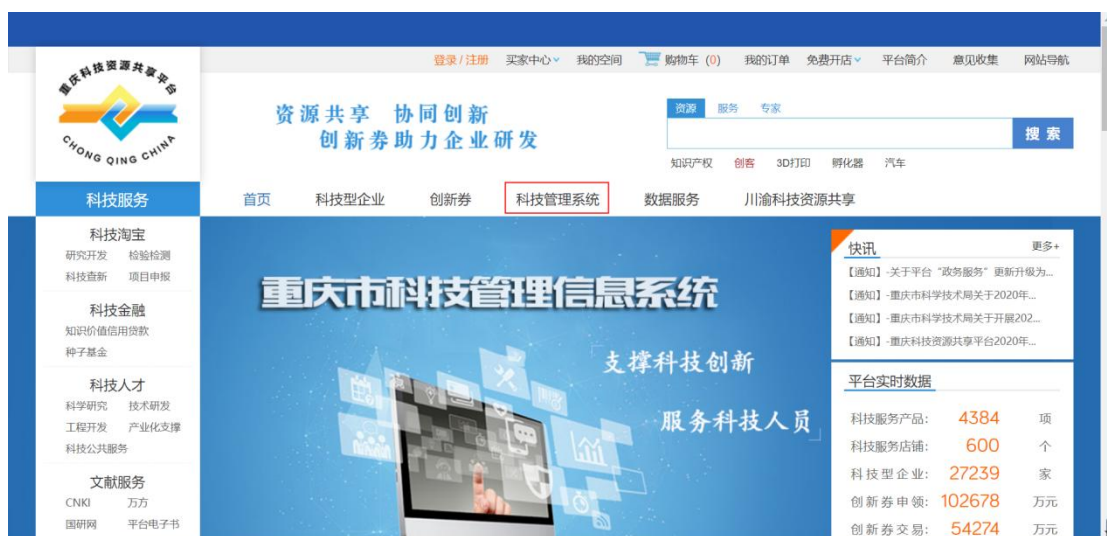 登录 / 注册 买家中心 我的空间 购物车 (0) 我的订单 免费开店 平台简介 意见收集 网站导航
重庆科技资源共享平台
CHONG QING CHINA
资源共享 协同创新
创新券助力企业研发
资源 服务 专家
搜 索
知识产权 创客 3D打印 孵化器 汽车
科技服务 首页 科技型企业 创新券 科技管理系统 数据服务 川渝科技资源共享
科技淘宝
研究开发 检验检测
科技查新 项目申报
科技金融
知识价值信用贷款
种子基金
科技人才
科学研究 技术研发
工程开发 产业化支撑
科技公共服务
文献服务
CNKI 万方
国研网 平台电子书
重庆市科技管理信息系统
支撑科技创新
服务科技人员
快讯 更多+
【通知】-关于平台“政务服务”更新升级为...
【通知】-重庆市科学技术局关于2020年...
【通知】-重庆市科学技术局关于开展202...
【通知】-重庆科技资源共享平台2020年...
平台实时数据
科技服务产品: 4384 项
科技服务店铺: 600 个
科技型企业: 27239 家
创新券申领: 102678 万元
创新券交易: 54274 万元